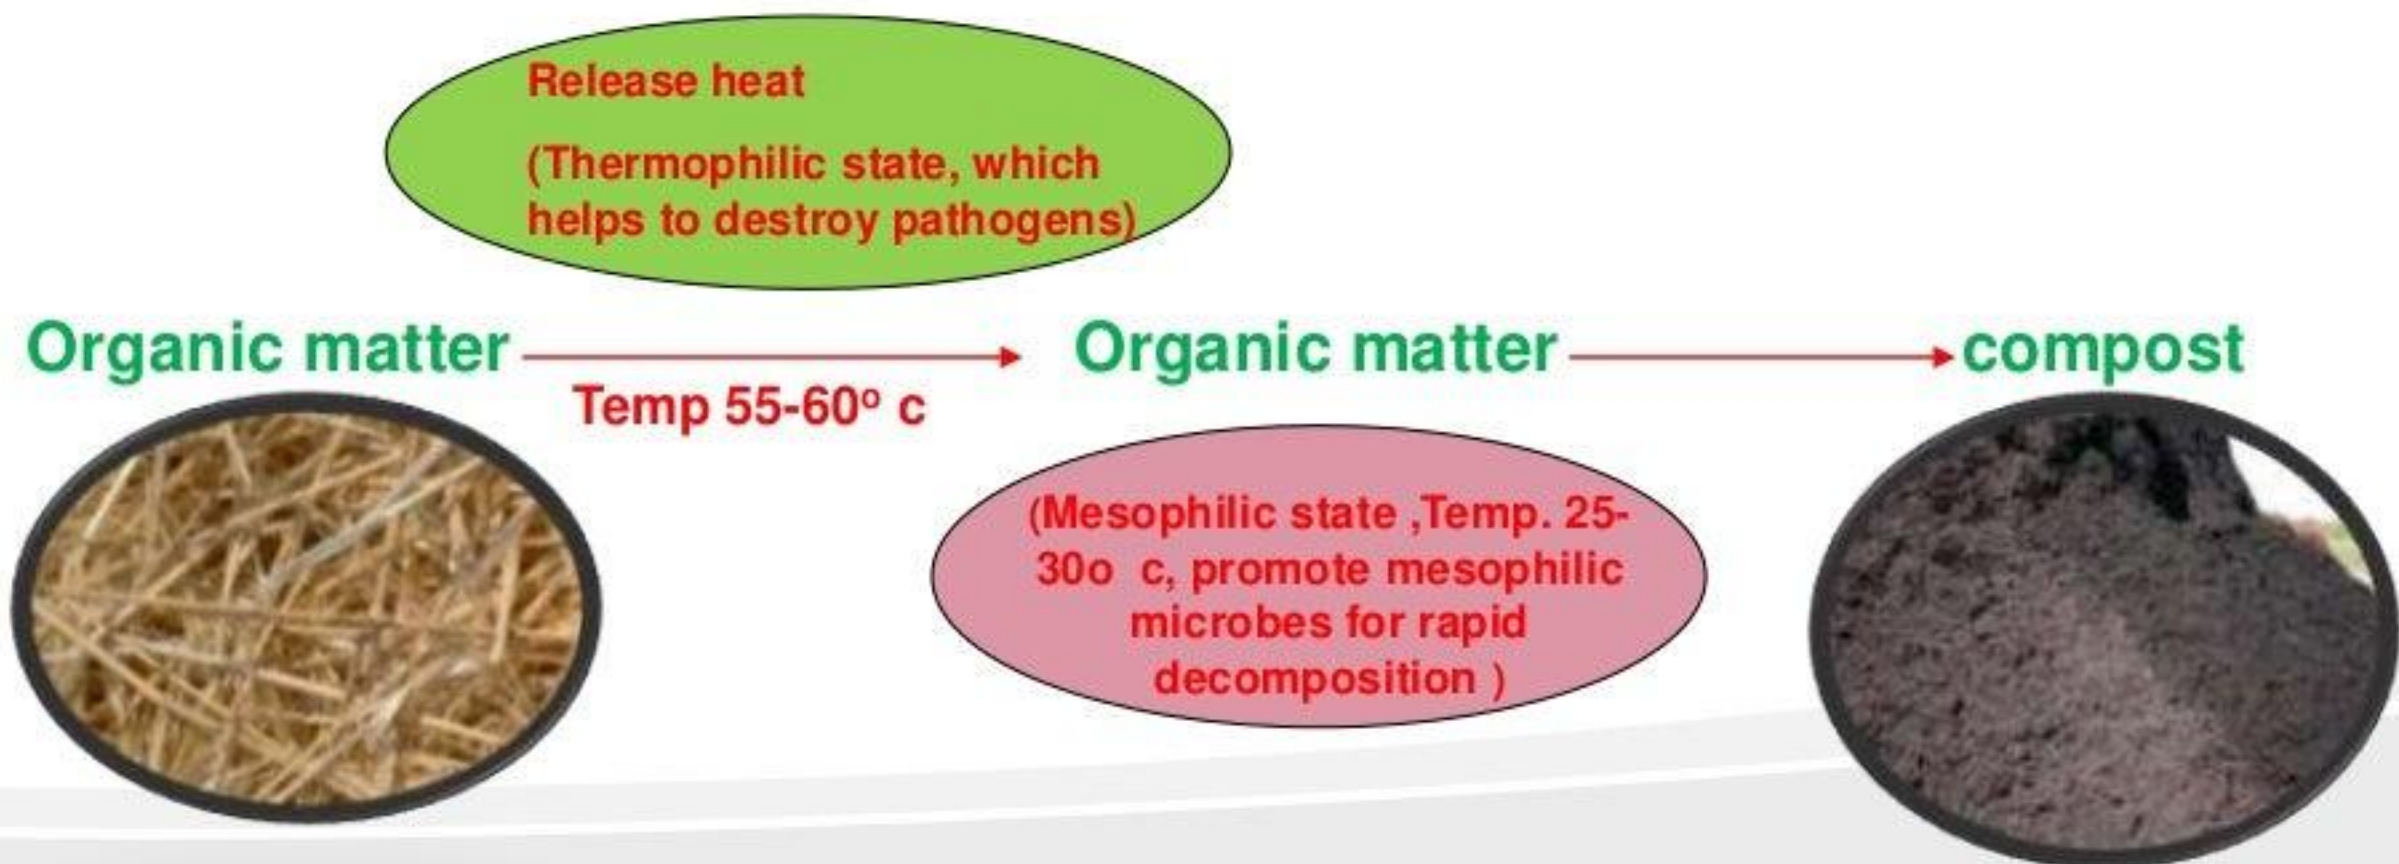 Release heat
(Thermophilic state, which
helps to destroy pathogens)
Organic matter
Temp 55-60º c
Organic matter
compost
(Mesophilic state ,Temp. 25-
30o c, promote mesophilic
microbes for rapid
decomposition )